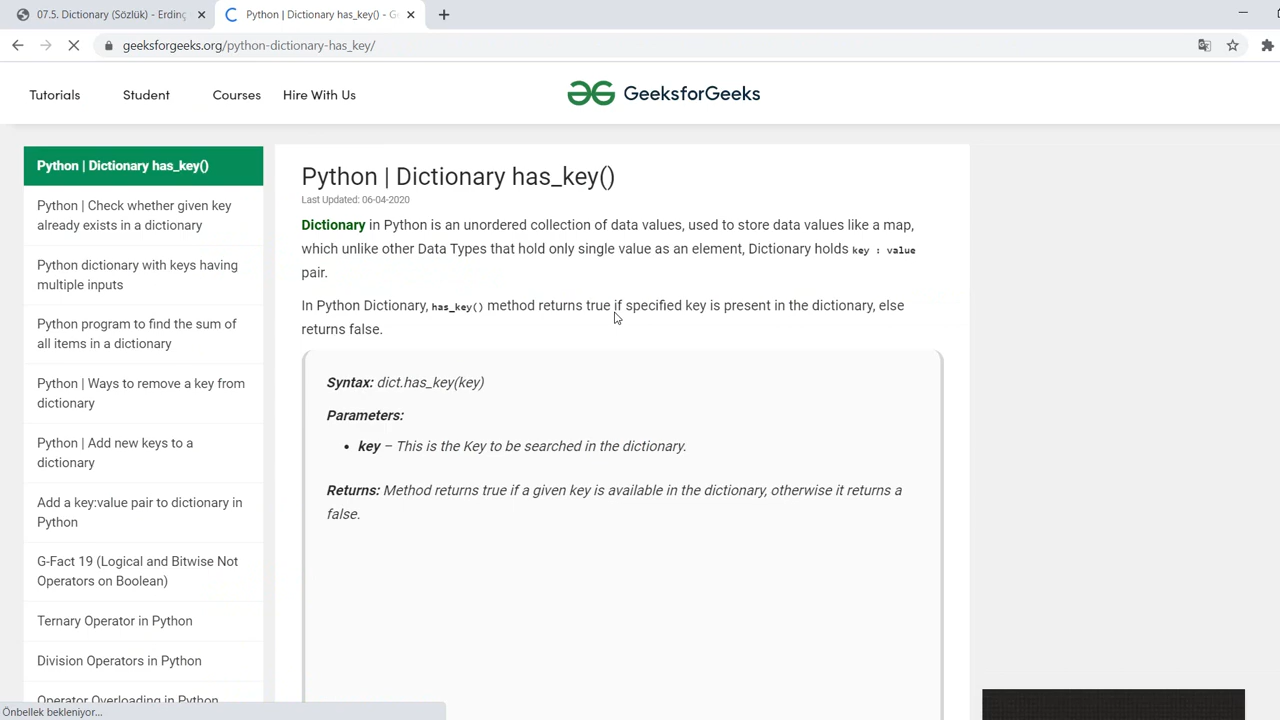 07.5. Dictionary (Sözlük) - Erdinç
Python | Dictionary has_key() - Ge
geeksforgeeks.org/python-dictionary-has_key/
Tutorials
Student
Courses
Hire With Us
GeeksforGeeks
Python | Dictionary has_key()
Python | Check whether given key
already exists in a dictionary
Python dictionary with keys having
multiple inputs
Python program to find the sum of
all items in a dictionary
Python | Ways to remove a key from
dictionary
Python | Add new keys to a
dictionary
Add a key:value pair to dictionary in
Python
G-Fact 19 (Logical and Bitwise Not
Operators on Boolean)
Ternary Operator in Python
Division Operators in Python
Operator Overloading in Python
Python | Dictionary has_key()
Last Updated: 06-04-2020
Dictionary in Python is an unordered collection of data values, used to store data values like a map,
which unlike other Data Types that hold only single value as an element, Dictionary holds key : value
pair.
In Python Dictionary, has_key() method returns true if specified key is present in the dictionary, else
returns false.
Syntax: dict.has_key(key)
Parameters:
• key – This is the Key to be searched in the dictionary.
Returns: Method returns true if a given key is available in the dictionary, otherwise it returns a
false.
Önbellek bekleniyor...